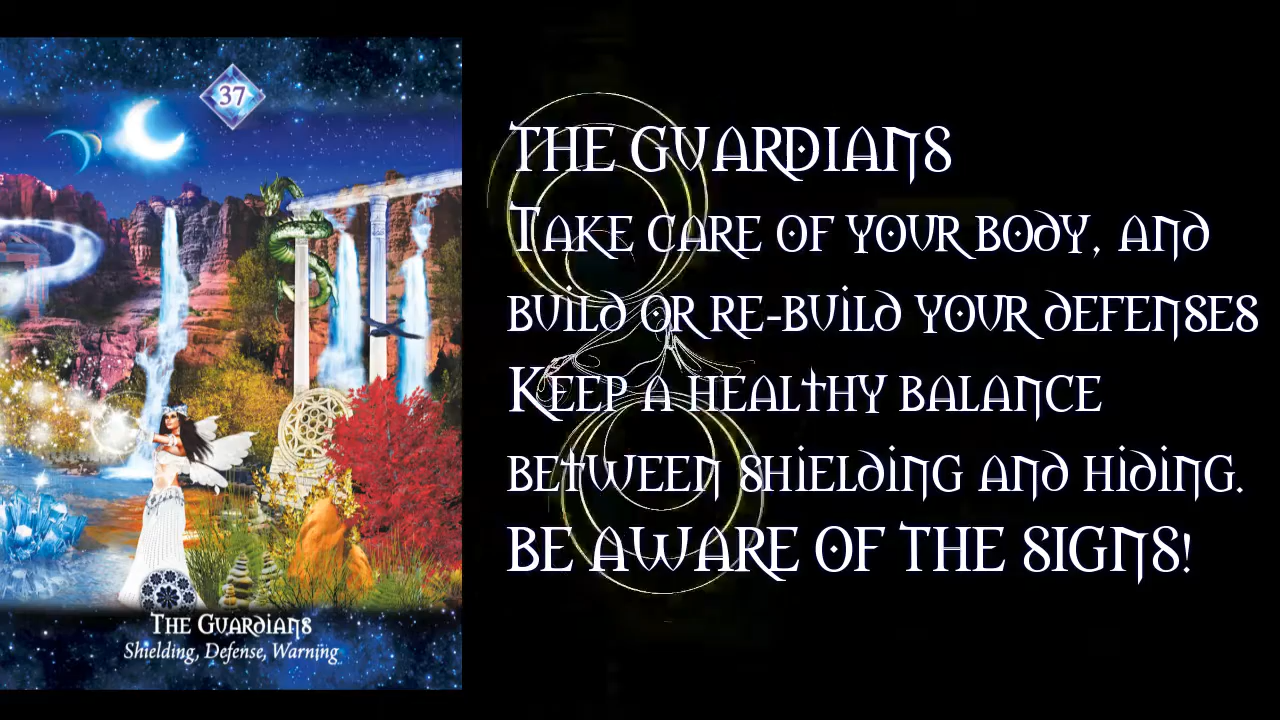 37
The Guardians
Shielding, Defense, Warning
THE GUARDIANS
Take care of your body, and
build or re-build your defenses
Keep a healthy balance
between shielding and hiding.
BE AWARE OF THE SIGNS!